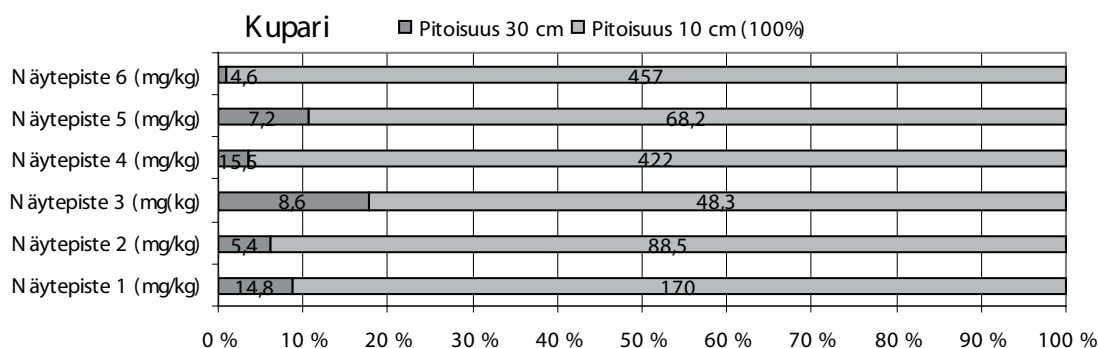 Kupari
Pitoisuus 30 cm Pitoisuus 10 cm (100%)
Näytepiste 6 (mg/kg) 4,6 457
Näytepiste 5 (mg/kg) 7,2 68,2
Näytepiste 4 (mg/kg) 15,5 422
Näytepiste 3 (mg(kg) 8,6 48,3
Näytepiste 2 (mg/kg) 5,4 88,5
Näytepiste 1 (mg/kg) 14,8 170
0 % 10 % 20 % 30 % 40 % 50 % 60 % 70 % 80 % 90 % 100 %